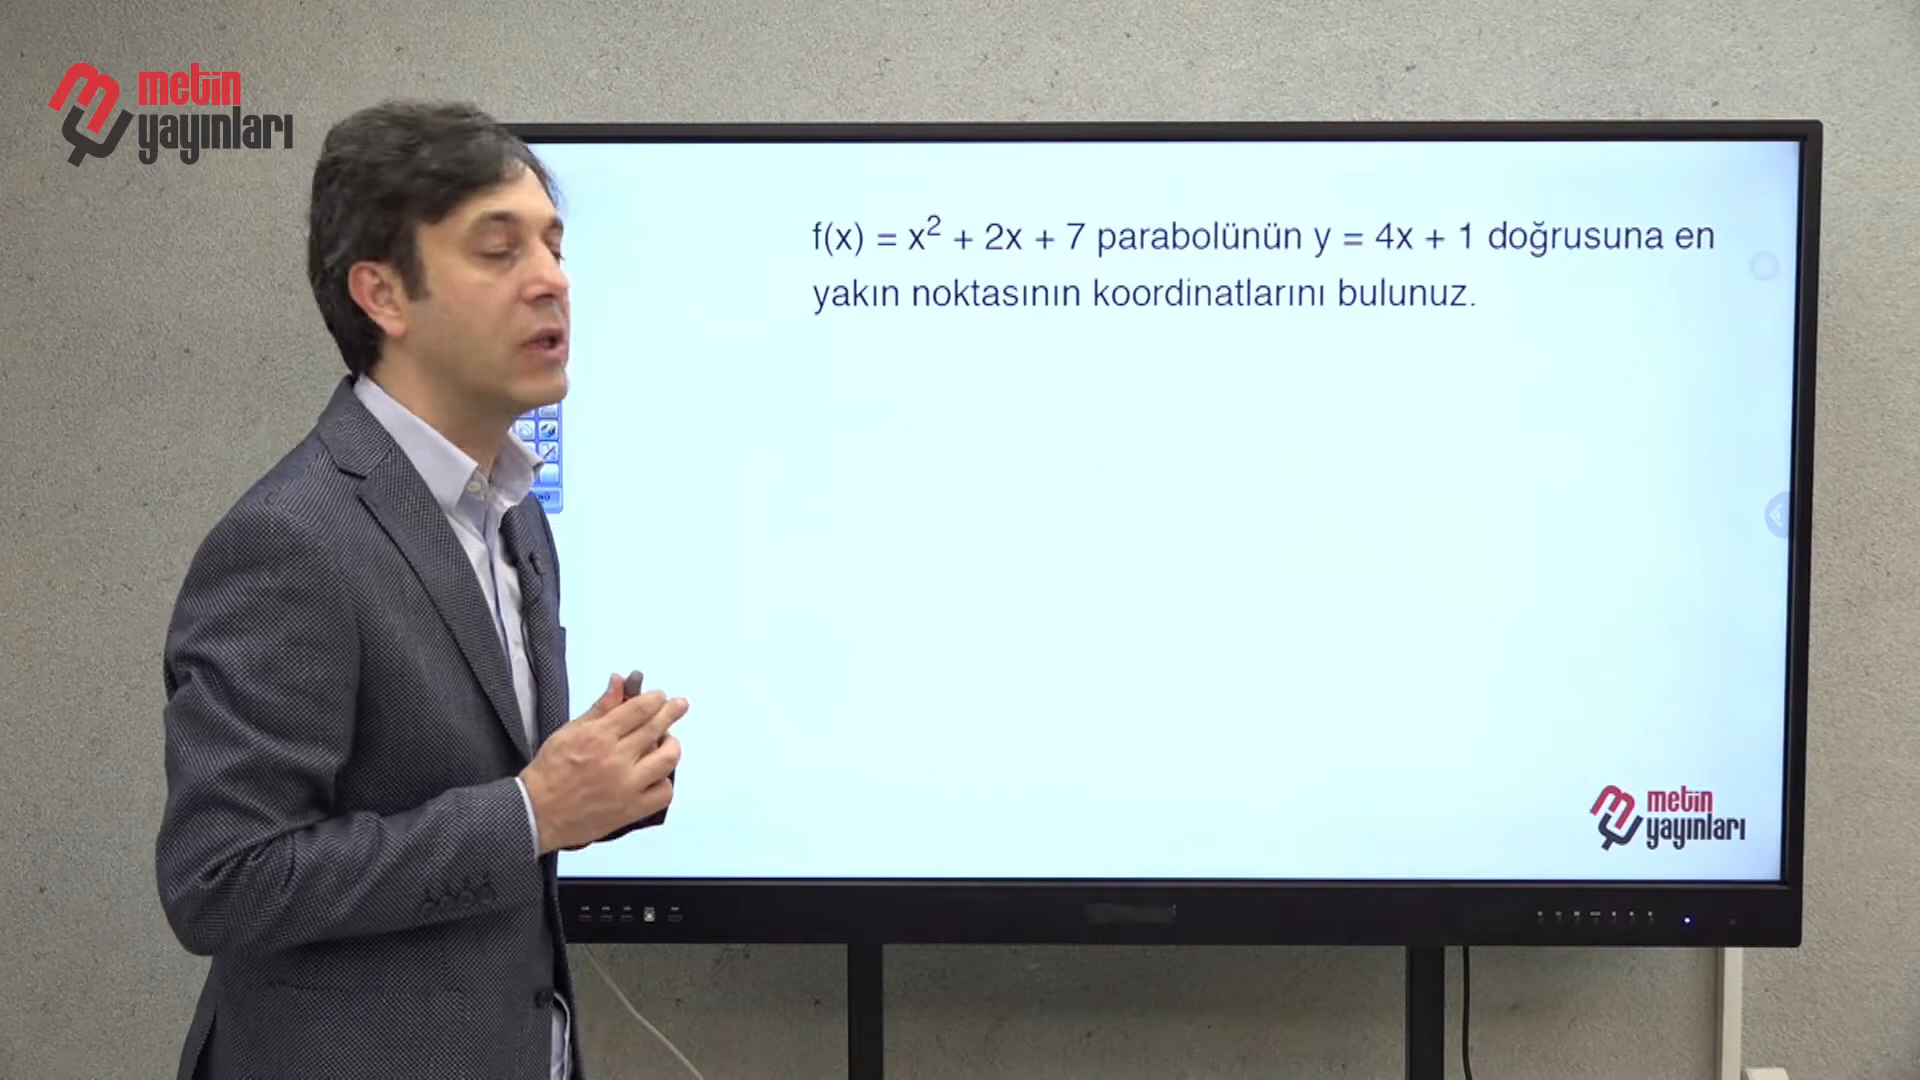 metin
yayınları
f(x) = x² + 2x + 7 parabolünün y = 4x + 1 doğrusuna en
yakın noktasının koordinatlarını bulunuz.
metin
yayınları